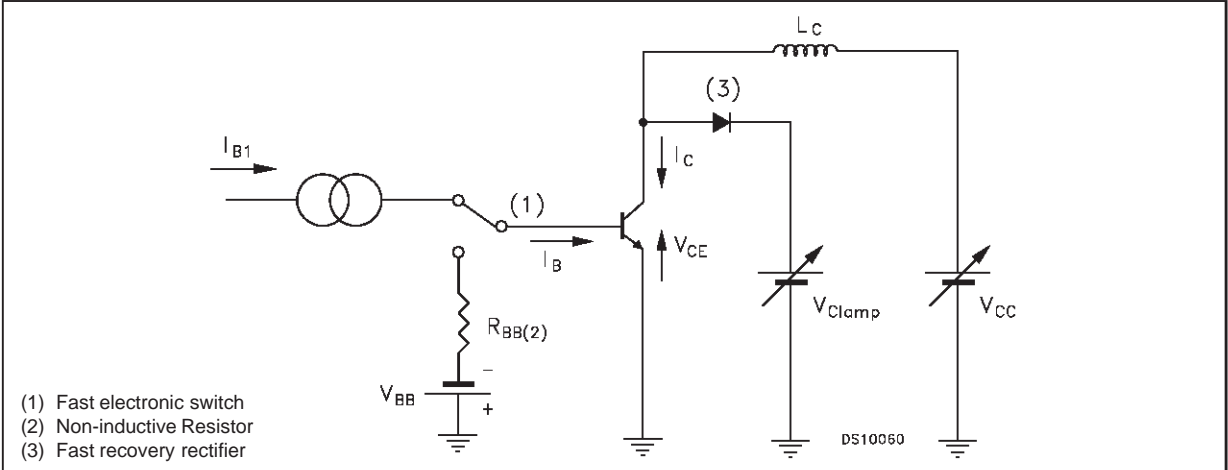 L_C
(3)
I_B1
I_C
(1)
I_B
V_CE
V_Clamp
V_CC
R_BB(2)
−
V_BB
+
(1) Fast electronic switch
(2) Non-inductive Resistor
(3) Fast recovery rectifier
DS10060